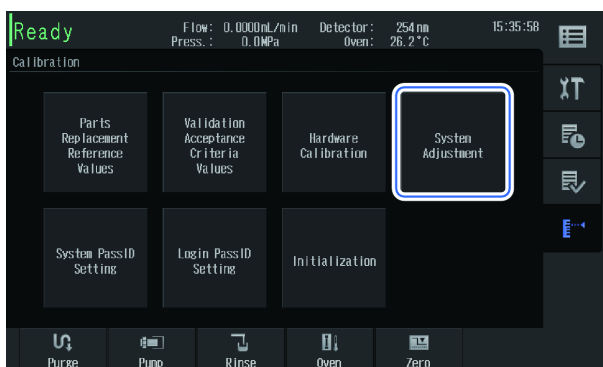 Ready
Flow: 0.0000mL/min Detector: 254nm 15:35:58
Press.: 0.0MPa Oven: 26.2°C
Calibration
Parts
Replacement
Reference
Values
Validation
Acceptance
Criteria
Values
Hardware
Calibration
System
Adjustment
System PassID
Setting
Login PassID
Setting
Initialization
Purge Pump Rinse Oven Zero